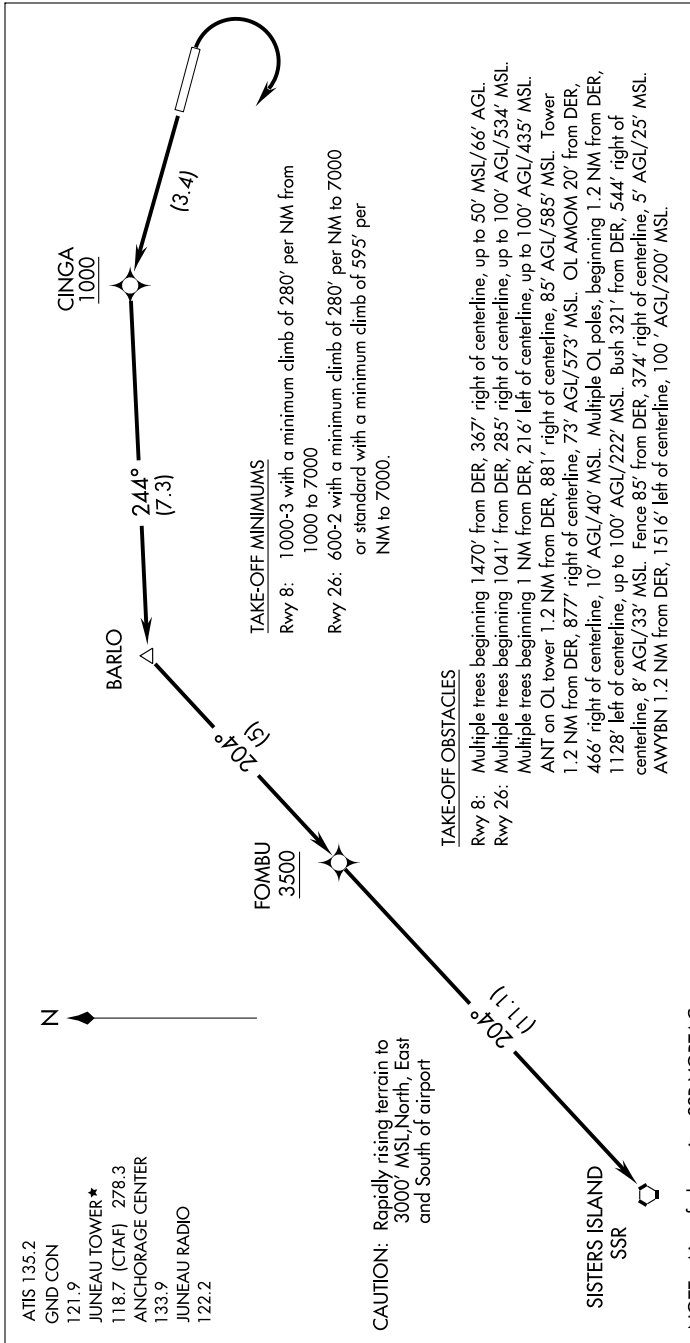 ATIS 135.2
GND CON
121.9
JUNEAU TOWER★
118.7 (CTAF) 278.3
ANCHORAGE CENTER
133.9
JUNEAU RADIO
122.2
N
CINGA
1000
(3.4)
244°
(7.3)
BARLO
204°
(5)
FOMBU
3500
204°
(11.1)
SISTERS ISLAND
SSR
CAUTION: Rapidly rising terrain to
3000' MSL,North, East
and South of airport
TAKE-OFF MINIMUMS
Rwy 8: 1000-3 with a minimum climb of 280' per NM from
1000 to 7000
Rwy 26: 600-2 with a minimum climb of 280' per NM to 7000
or standard with a minimum climb of 595' per
NM to 7000.
TAKE-OFF OBSTACLES
Rwy 8: Multiple trees beginning 1470' from DER, 367' right of centerline, up to 50' MSL/66' AGL.
Rwy 26: Multiple trees beginning 1041' from DER, 285' right of centerline, up to 100' AGL/534' MSL.
Multiple trees beginning 1 NM from DER, 216' left of centerline, up to 100' AGL/435' MSL.
ANT on OL tower 1.2 NM from DER, 881' right of centerline, 85' AGL/585' MSL. Tower
1.2 NM from DER, 877' right of centerline, 73' AGL/573' MSL. OL AMOM 20' from DER,
466' right of centerline, 10' AGL/40' MSL. Multiple OL poles, beginning 1.2 NM from DER,
1128' left of centerline, up to 100' AGL/222' MSL. Bush 321' from DER, 544' right of
centerline, 8' AGL/33' MSL. Fence 85' from DER, 374' right of centerline, 5' AGL/25' MSL.
AWYBN 1.2 NM from DER, 1516' left of centerline, 100' AGL/200' MSL.